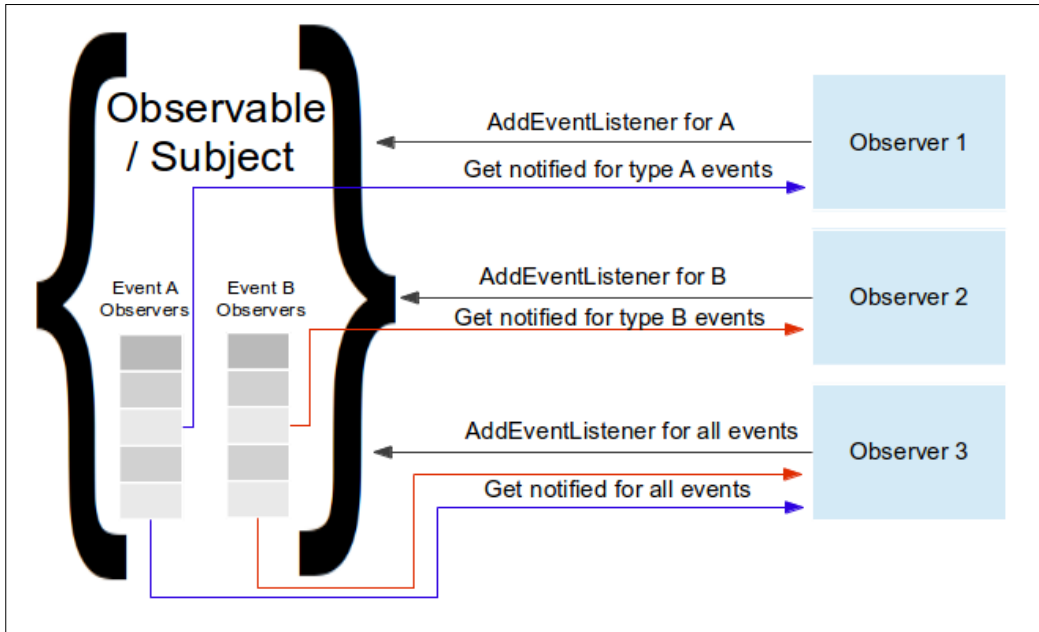 Observable
/ Subject
AddEventListener for A
Observer 1
Get notified for type A events
Event A
Observers
Event B
Observers
AddEventListener for B
Observer 2
Get notified for type B events
AddEventListener for all events
Observer 3
Get notified for all events